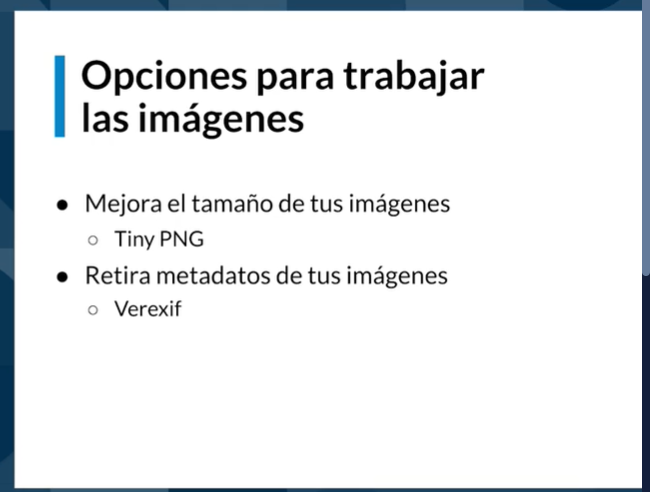 Opciones para trabajar
las imágenes
● Mejora el tamaño de tus imágenes
○ Tiny PNG
● Retira metadatos de tus imágenes
○ Verexif